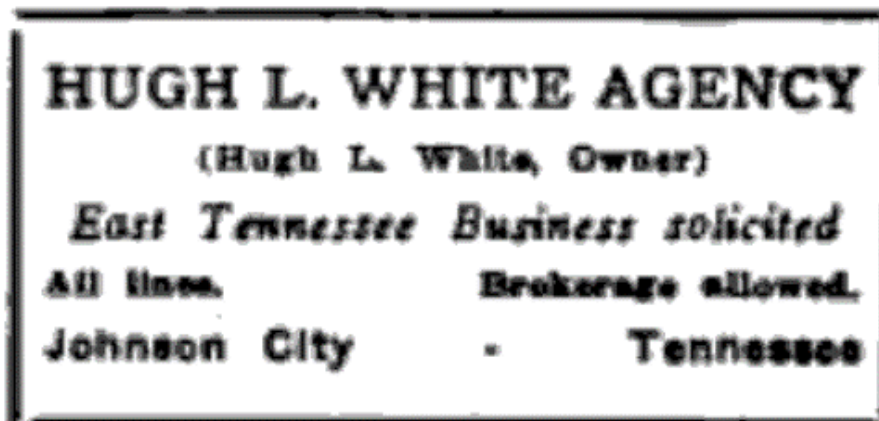 HUGH L. WHITE AGENCY
(Hugh L. White, Owner)
East Tennessee Business solicited
All lines. Brokerage allowed.
Johnson City - Tennessee